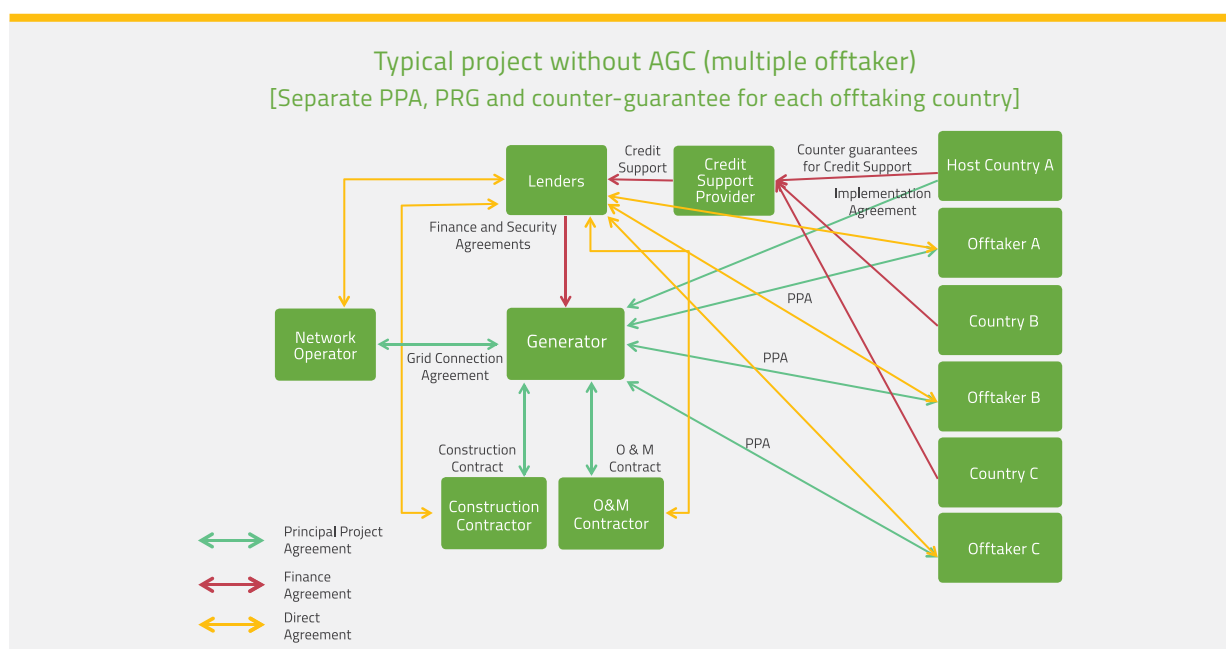 Typical project without AGC (multiple offtaker)
[Separate PPA, PRG and counter-guarantee for each offtaking country]
Lenders
Credit
Support
Credit
Support
Provider
Counter guarantees
for Credit Support
Host Country A
Implementation
Agreement
Offtaker A
Finance and Security
Agreements
PPA
Country B
Network
Operator
Grid Connection
Agreement
Generator
PPA
Offtaker B
PPA
Country C
Construction
Contract
O & M
Contract
Construction
Contractor
O&M
Contractor
Offtaker C
Principal Project
Agreement
Finance
Agreement
Direct
Agreement